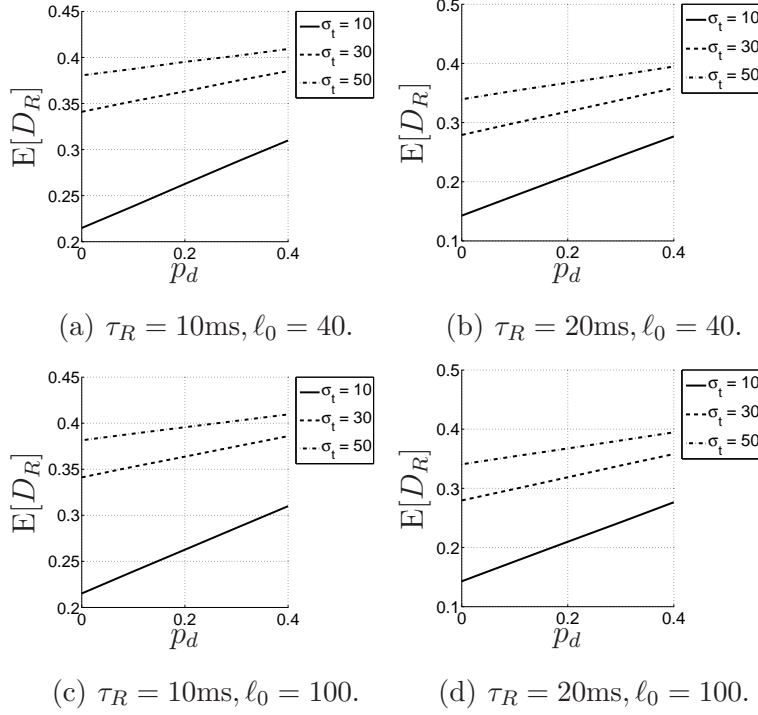 0.45
0.4
0.35
0.3
0.25
0.2
0 0.2 0.4
E[D_R]
p_d
σ_t = 10
σ_t = 30
σ_t = 50
(a) τ_R = 10ms, ℓ_0 = 40.
0.5
0.4
0.3
0.2
0.1
0 0.2 0.4
E[D_R]
p_d
σ_t = 10
σ_t = 30
σ_t = 50
(b) τ_R = 20ms, ℓ_0 = 40.
0.45
0.4
0.35
0.3
0.25
0.2
0 0.2 0.4
E[D_R]
p_d
σ_t = 10
σ_t = 30
σ_t = 50
(c) τ_R = 10ms, ℓ_0 = 100.
0.5
0.4
0.3
0.2
0.1
0 0.2 0.4
E[D_R]
p_d
σ_t = 10
σ_t = 30
σ_t = 50
(d) τ_R = 20ms, ℓ_0 = 100.